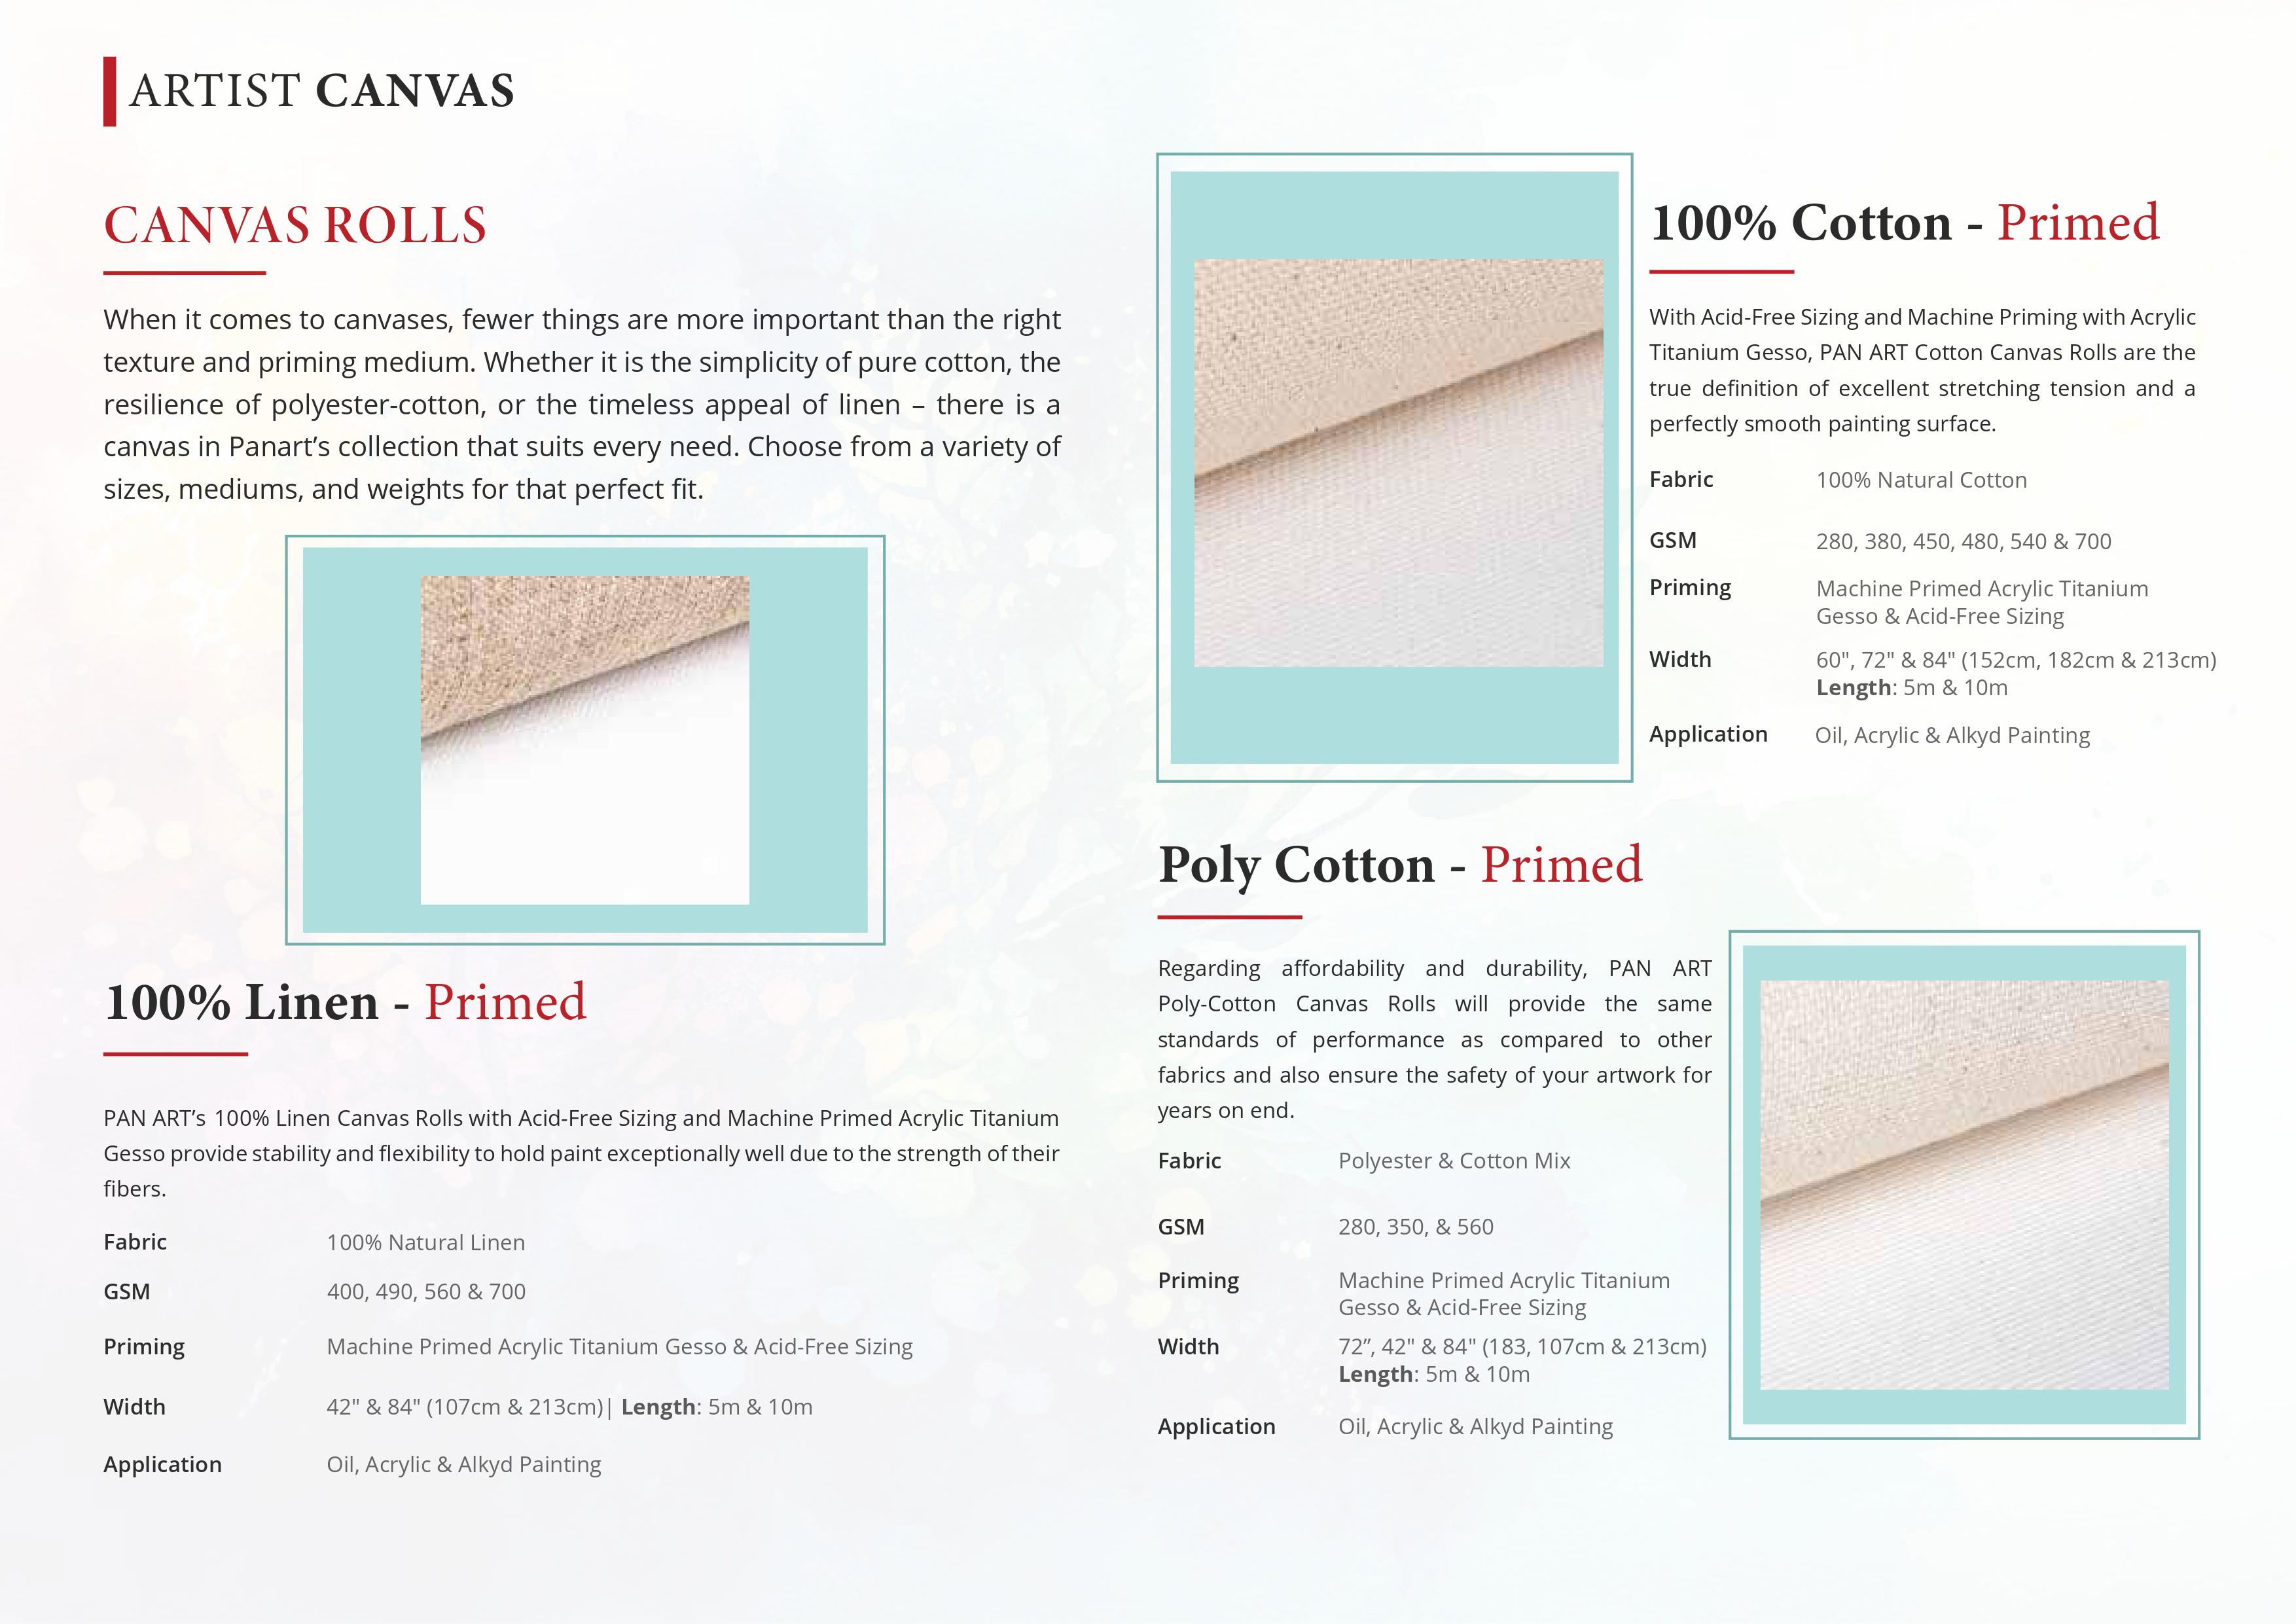 ARTIST CANVAS
CANVAS ROLLS
When it comes to canvases, fewer things are more important than the right
texture and priming medium. Whether it is the simplicity of pure cotton, the
resilience of polyester-cotton, or the timeless appeal of linen – there is a
canvas in Panart’s collection that suits every need. Choose from a variety of
sizes, mediums, and weights for that perfect fit.
100% Linen - Primed
PAN ART’s 100% Linen Canvas Rolls with Acid-Free Sizing and Machine Primed Acrylic Titanium
Gesso provide stability and flexibility to hold paint exceptionally well due to the strength of their
fibers.
Fabric 100% Natural Linen
GSM 400, 490, 560 & 700
Priming Machine Primed Acrylic Titanium Gesso & Acid-Free Sizing
Width 42" & 84" (107cm & 213cm)| Length: 5m & 10m
Application Oil, Acrylic & Alkyd Painting
100% Cotton - Primed
With Acid-Free Sizing and Machine Priming with Acrylic
Titanium Gesso, PAN ART Cotton Canvas Rolls are the
true definition of excellent stretching tension and a
perfectly smooth painting surface.
Fabric 100% Natural Cotton
GSM 280, 380, 450, 480, 540 & 700
Priming Machine Primed Acrylic Titanium
Gesso & Acid-Free Sizing
Width 60", 72" & 84" (152cm, 182cm & 213cm)
Length: 5m & 10m
Application Oil, Acrylic & Alkyd Painting
Poly Cotton - Primed
Regarding affordability and durability, PAN ART
Poly-Cotton Canvas Rolls will provide the same
standards of performance as compared to other
fabrics and also ensure the safety of your artwork for
years on end.
Fabric Polyester & Cotton Mix
GSM 280, 350, & 560
Priming Machine Primed Acrylic Titanium
Gesso & Acid-Free Sizing
Width 72”, 42" & 84" (183, 107cm & 213cm)
Length: 5m & 10m
Application Oil, Acrylic & Alkyd Painting